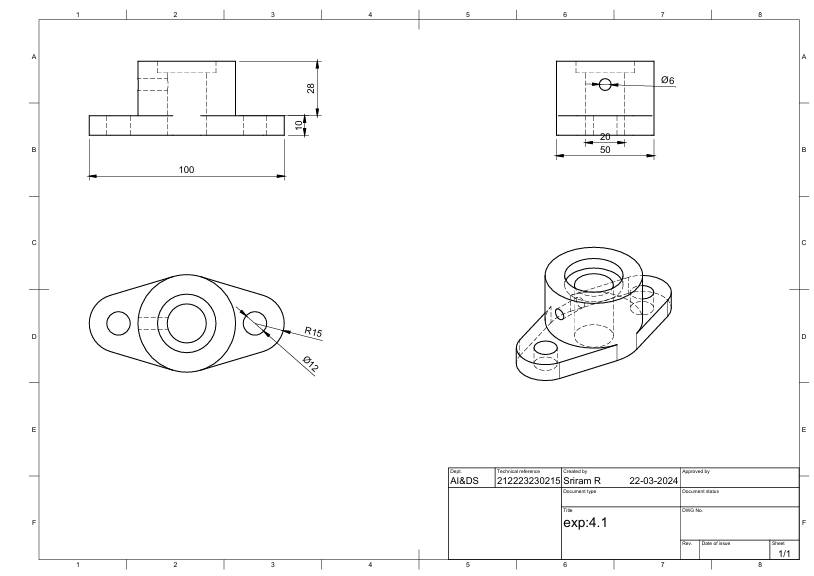 1 2 3 4 5 6 7 8
A A
Ø6
28
10
20
50
B B
100
C C
D D
R15
Ø12
E E
Dept. Technical reference Created by Approved by
AI&DS 212223230215 Sriram R 22-03-2024
Document type Document status
Title DWG No.
exp:4.1
F F
Rev. Date of issue Sheet
1/1
1 2 3 4 5 6 7 8